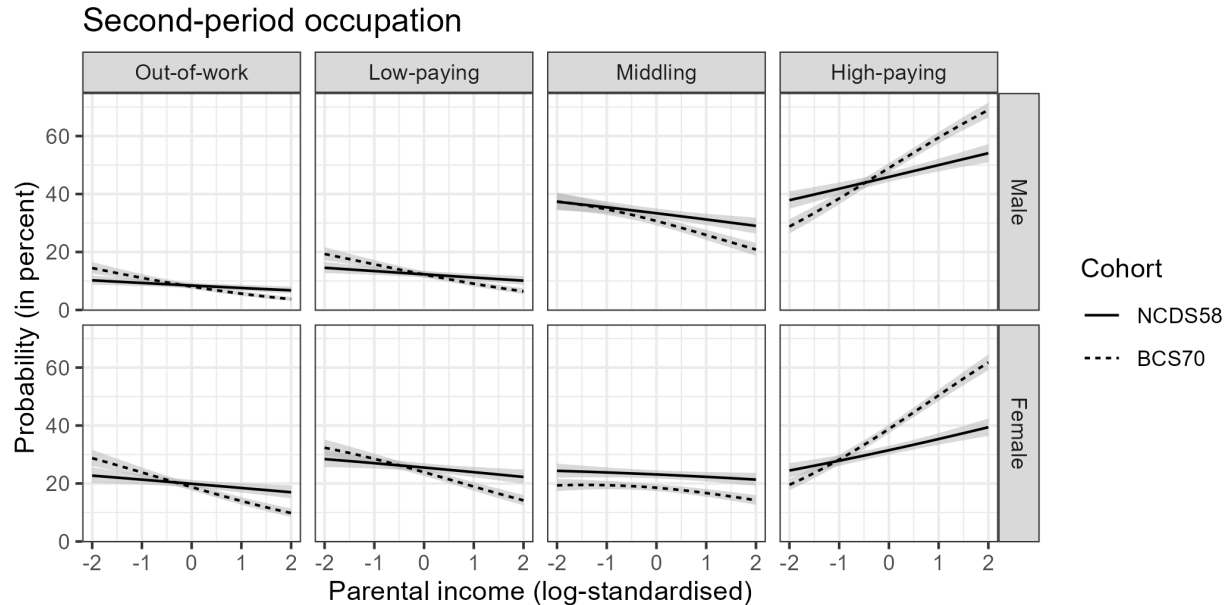 Second-period occupation
Out-of-work
Low-paying
Middling
High-paying
Probability (in percent)
60
40
20
0
Male
60
40
20
0
Female
-2 -1 0 1 2
-2 -1 0 1 2
-2 -1 0 1 2
-2 -1 0 1 2
Parental income (log-standardised)
Cohort
NCDS58
BCS70